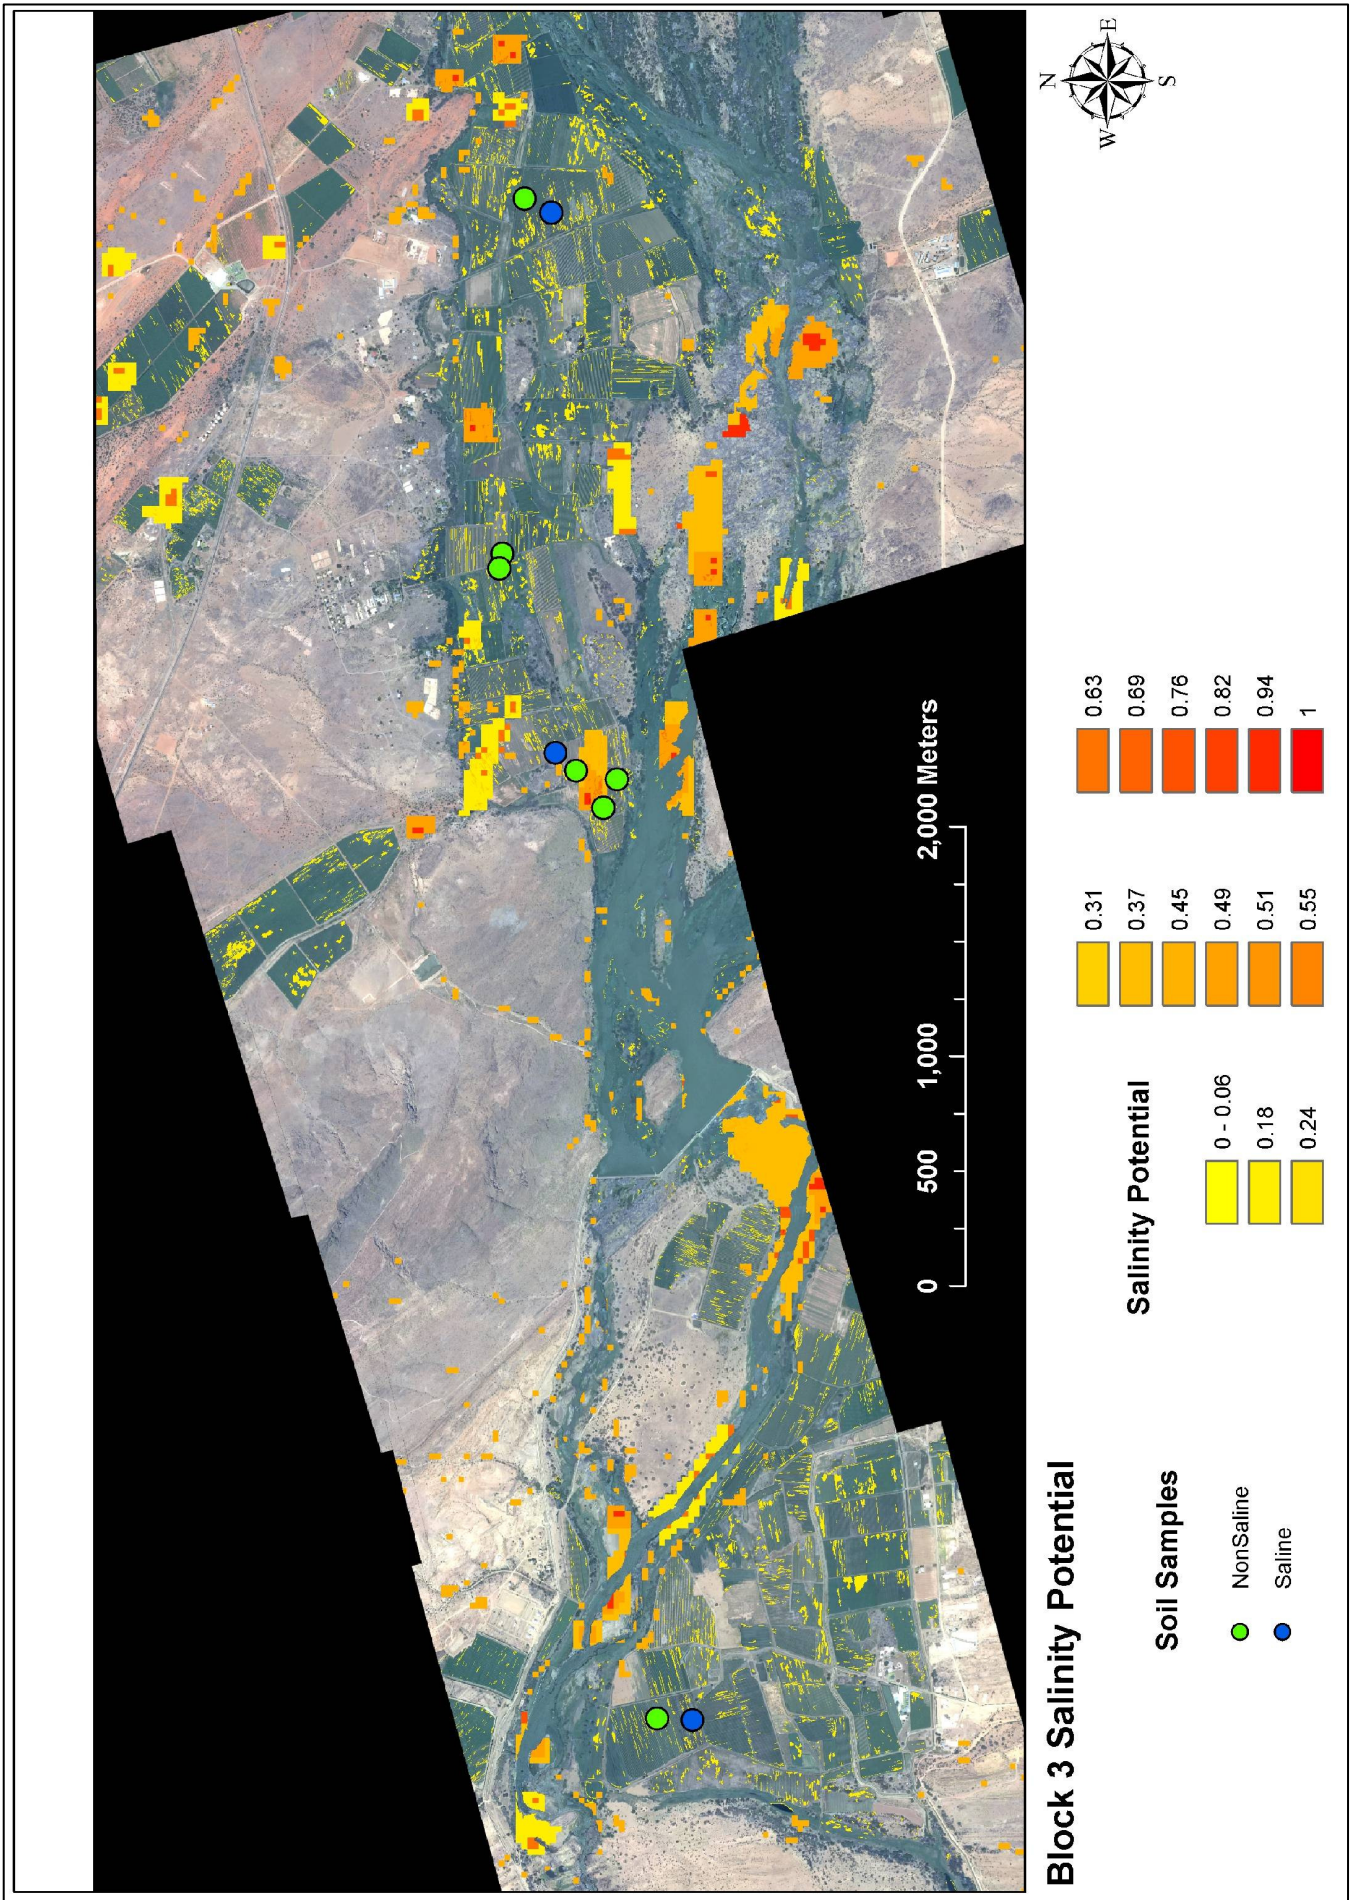 Block 3 Salinity Potential
Soil Samples
NonSaline
Saline
Salinity Potential
0 - 0.06
0.18
0.24
0.31
0.37
0.45
0.49
0.51
0.55
0.63
0.69
0.76
0.82
0.94
1
0 500 1,000 2,000 Meters
N
W E
S